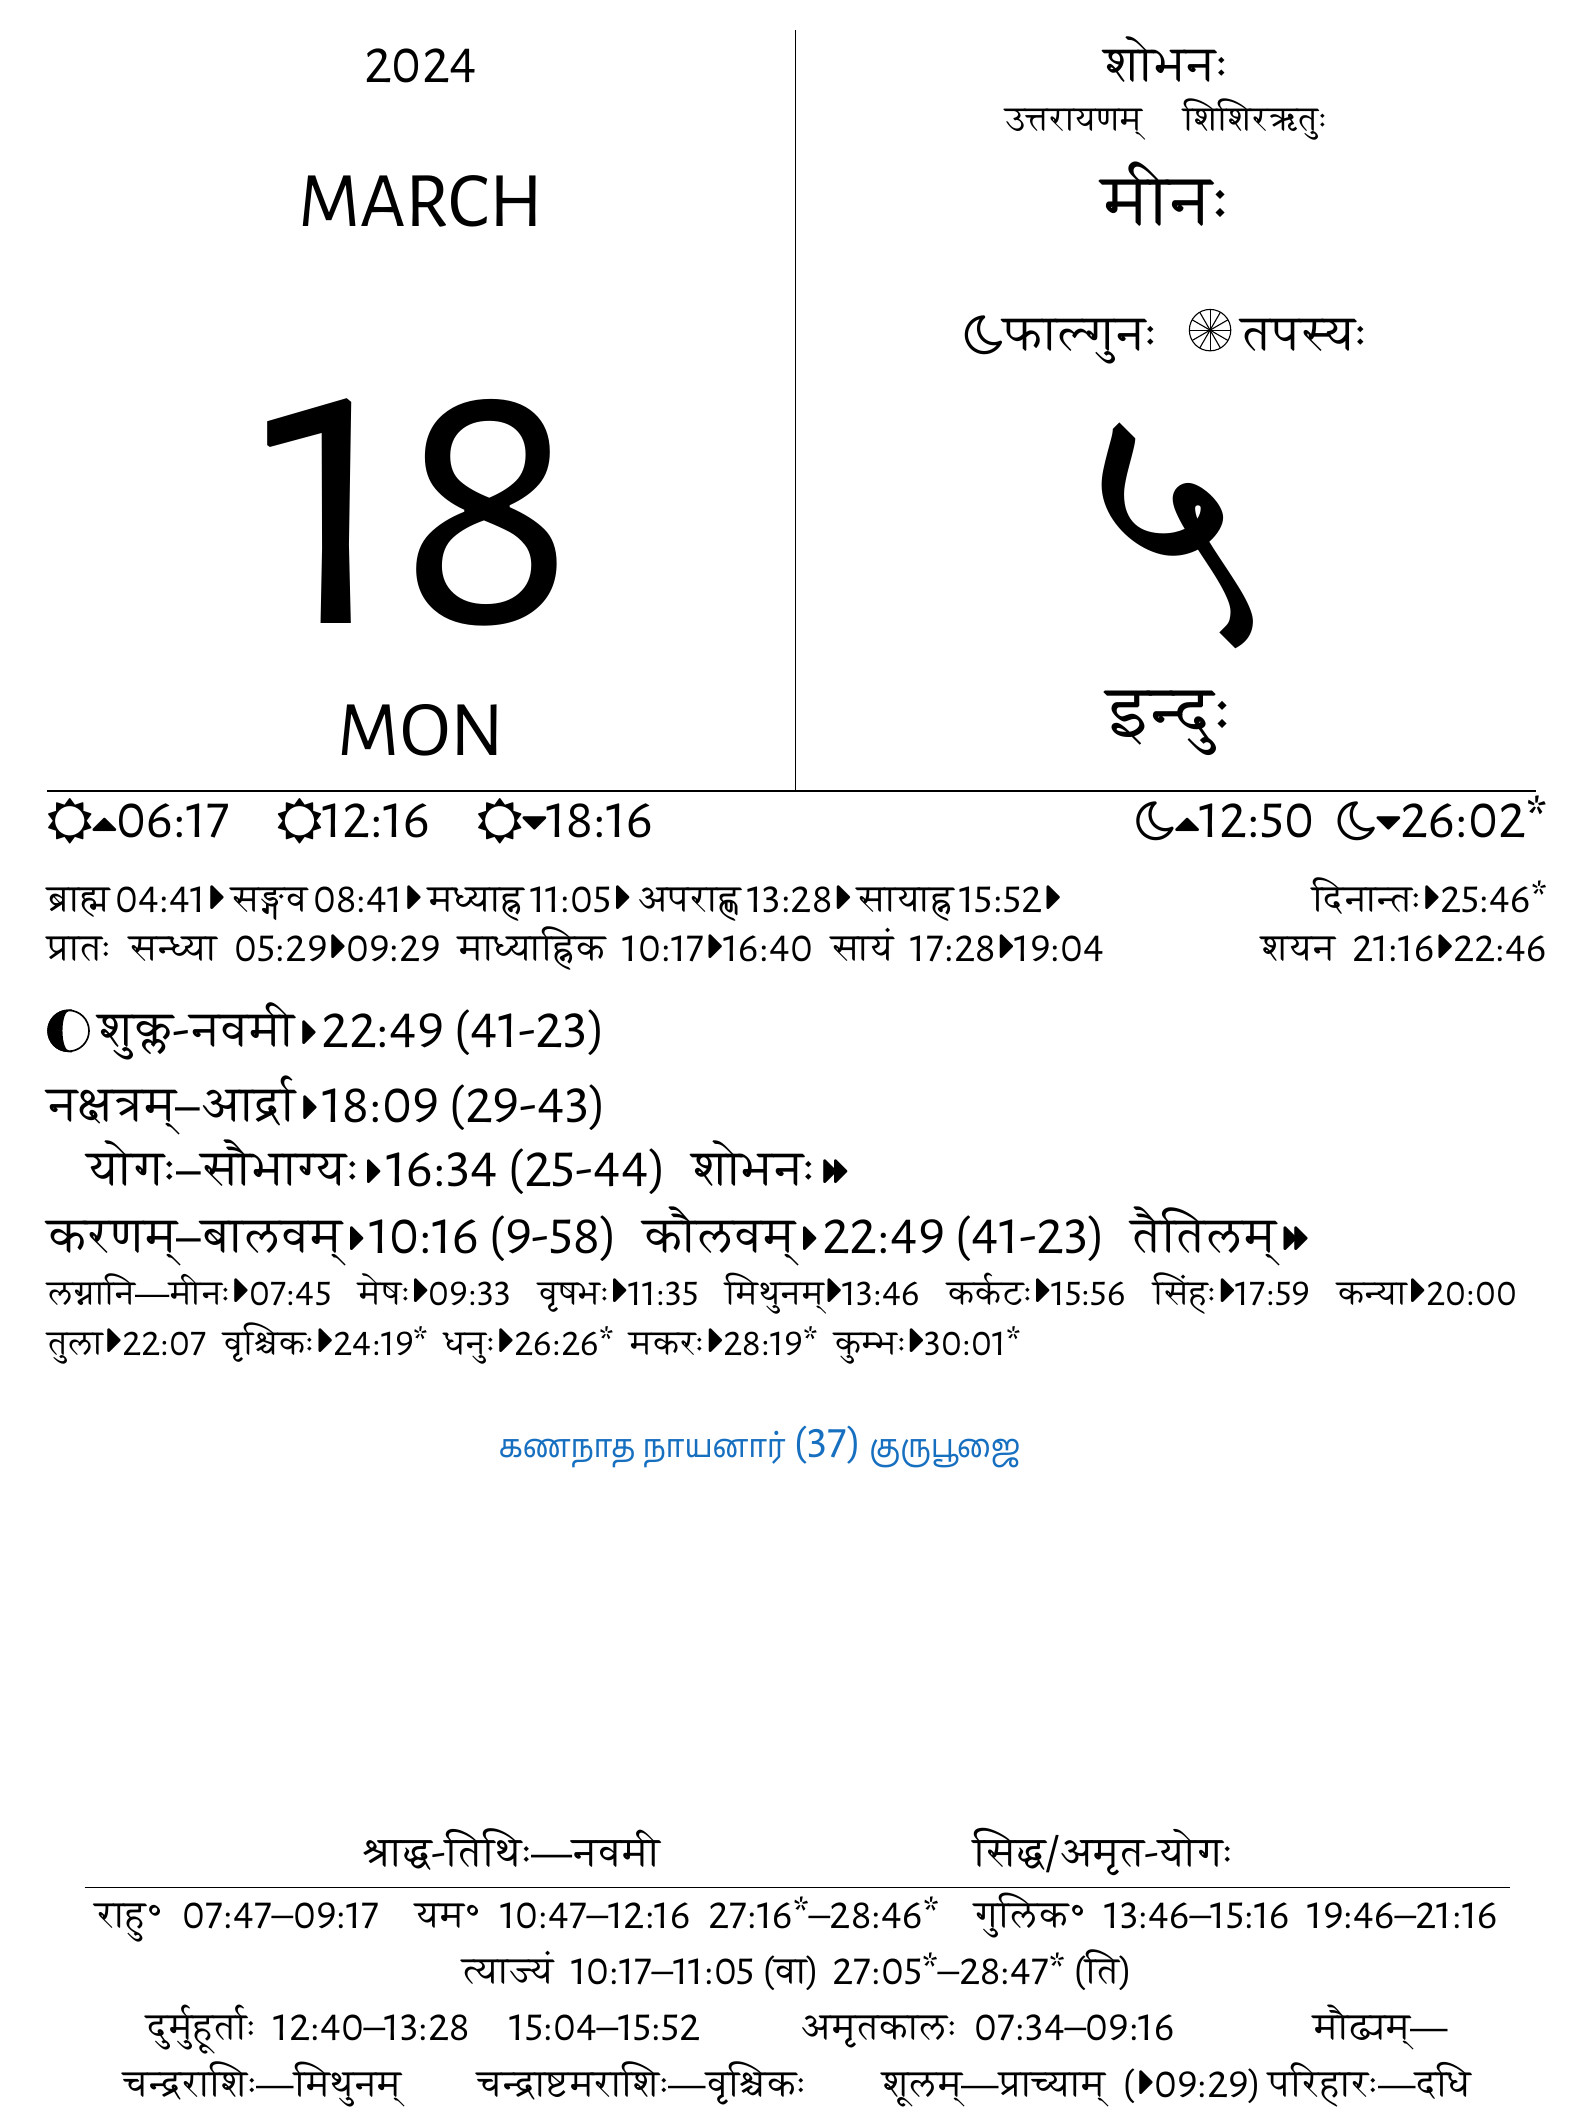 2024
MARCH
18
MON
शोभनः
उत्तरायणम् शिशिरऋतुः
मीनः
फाल्गुनः तपस्यः
५
इन्दुः
06:17 12:16 18:16 12:50 26:02*
ब्राह्म 04:41 सङ्गव 08:41 मध्याह्न 11:05 अपराह्ण 13:28 सायाह्न 15:52 दिनान्तः 25:46*
प्रातः सन्ध्या 05:29 09:29 माध्याह्निक 10:17 16:40 सायं 17:28 19:04 शयन 21:16 22:46
शुक्ल-नवमी 22:49 (41-23)
नक्षत्रम्–आर्द्रा 18:09 (29-43)
योगः–सौभाग्यः 16:34 (25-44) शोभनः
करणम्–बालवम् 10:16 (9-58) कौलवम् 22:49 (41-23) तैतिलम्
लग्नानि—मीनः 07:45 मेषः 09:33 वृषभः 11:35 मिथुनम् 13:46 कर्कटः 15:56 सिंहः 17:59 कन्या 20:00
तुला 22:07 वृश्चिकः 24:19* धनुः 26:26* मकरः 28:19* कुम्भः 30:01*
கணநாத நாயனார் (37) குருபூஜை
श्राद्ध-तिथिः—नवमी सिद्ध/अमृत-योगः
राहु॰ 07:47–09:17 यम॰ 10:47–12:16 27:16*–28:46* गुलिक॰ 13:46–15:16 19:46–21:16
त्याज्यं 10:17–11:05 (वा) 27:05*–28:47* (ति)
दुर्मुहूर्ताः 12:40–13:28 15:04–15:52 अमृतकालः 07:34–09:16 मौढ्यम्—
चन्द्रराशिः—मिथुनम् चन्द्राष्टमराशिः—वृश्चिकः शूलम्—प्राच्याम् (09:29) परिहारः—दधि